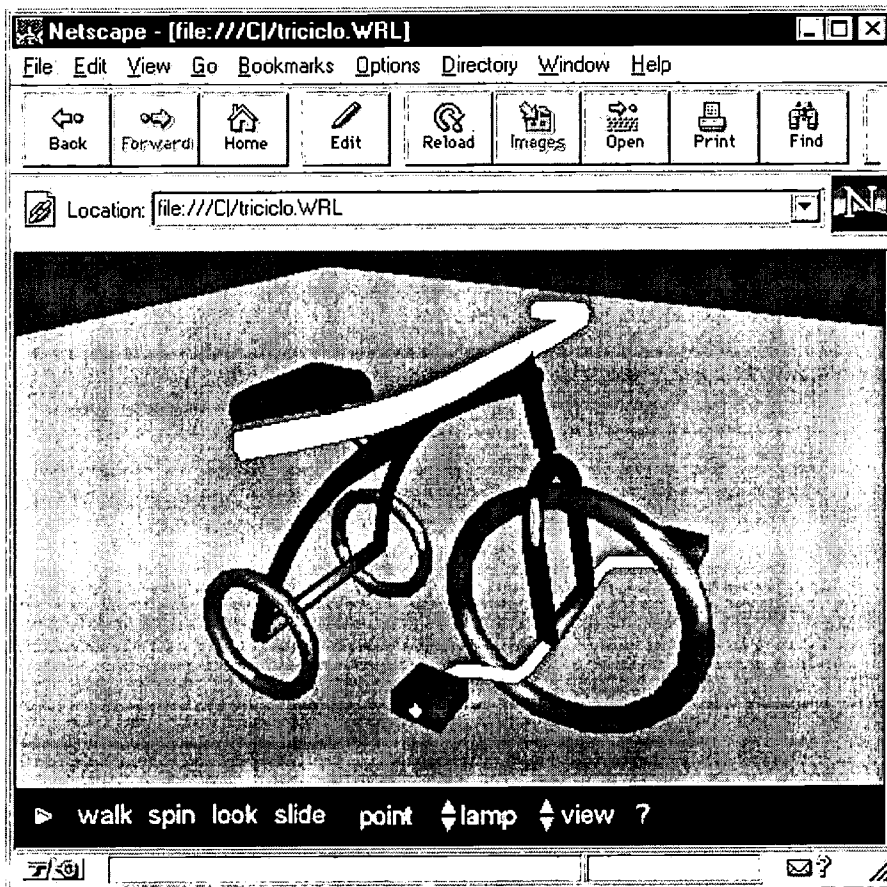 Netscape - [file:///C|/triciclo.WRL]
File Edit View Go Bookmarks Options Directory Window Help
Back Forward Home Edit Reload Images Open Print Find
Location: file:///C|/triciclo.WRL N
walk spin look slide point lamp view ?
?